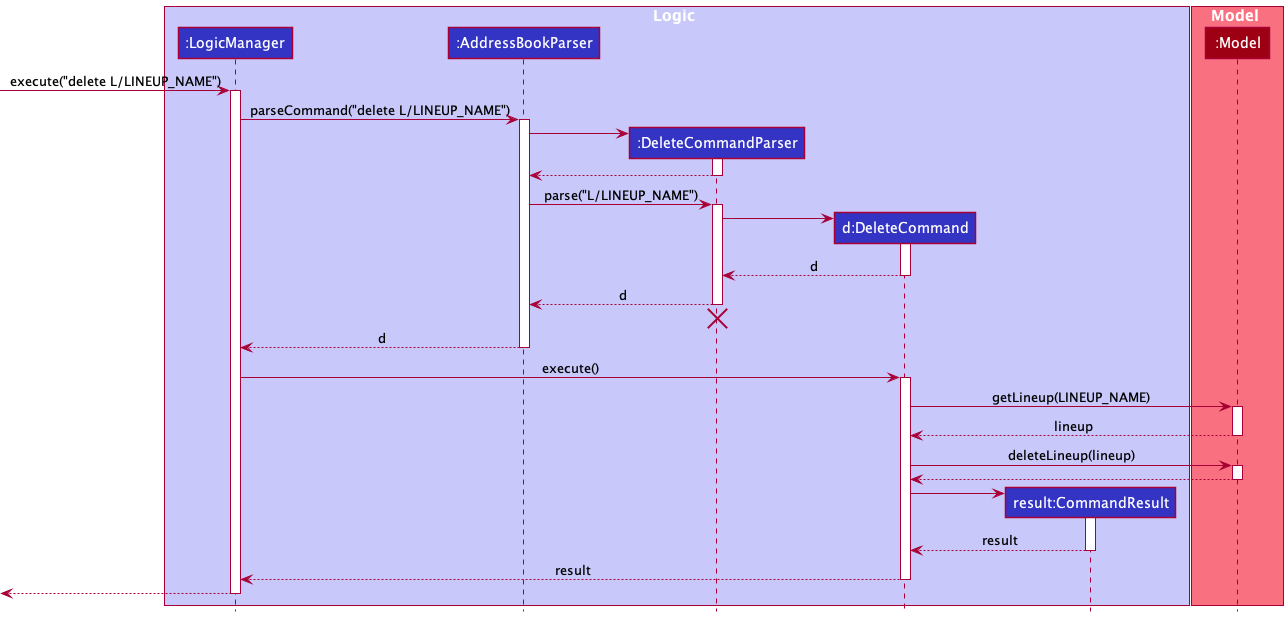 Logic
Model
:LogicManager
:AddressBookParser
:Model
execute("delete L/LINEUP_NAME")
parseCommand("delete L/LINEUP_NAME")
:DeleteCommandParser
parse("L/LINEUP_NAME")
d:DeleteCommand
d
d
d
execute()
getLineup(LINEUP_NAME)
lineup
deleteLineup(lineup)
result:CommandResult
result
result